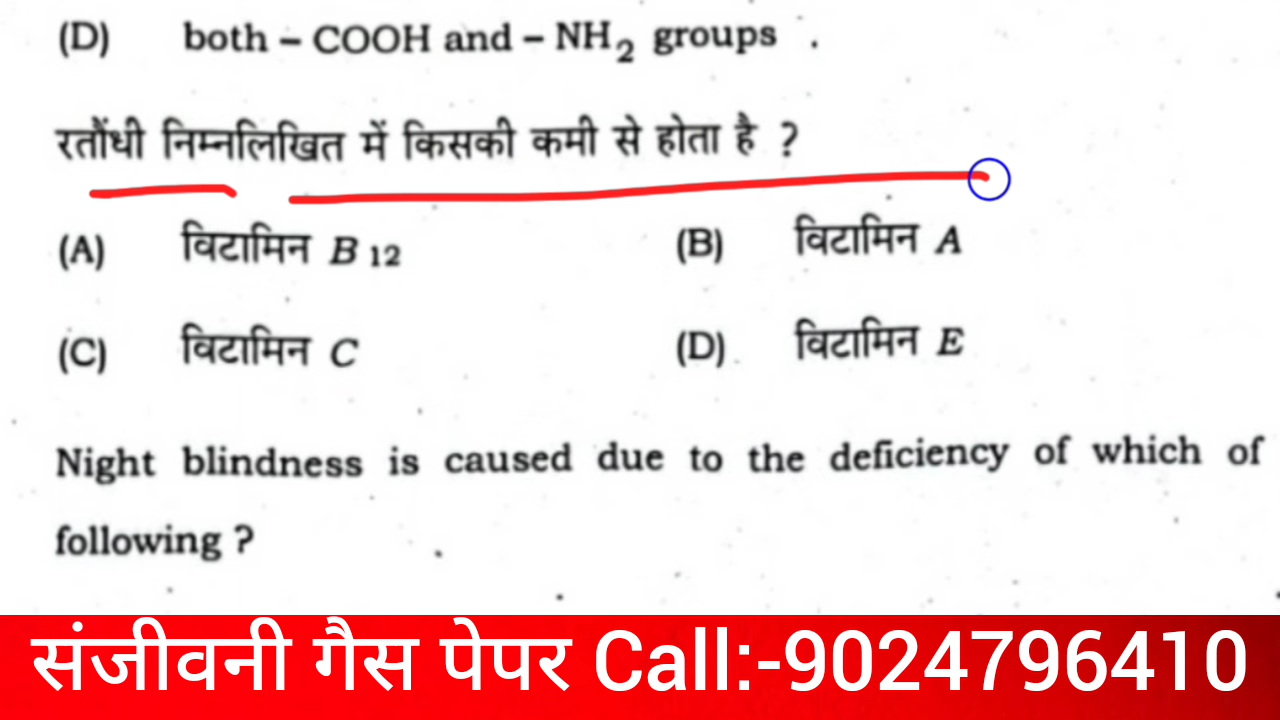 (D) both – COOH and – NH₂ groups .
रतौंधी निम्नलिखित में किसकी कमी से होता है ?
(A) विटामिन B 12 (B) विटामिन A
(C) विटामिन C (D) विटामिन E
Night blindness is caused due to the deficiency of which of
following ?
संजीवनी गैस पेपर Call:-9024796410